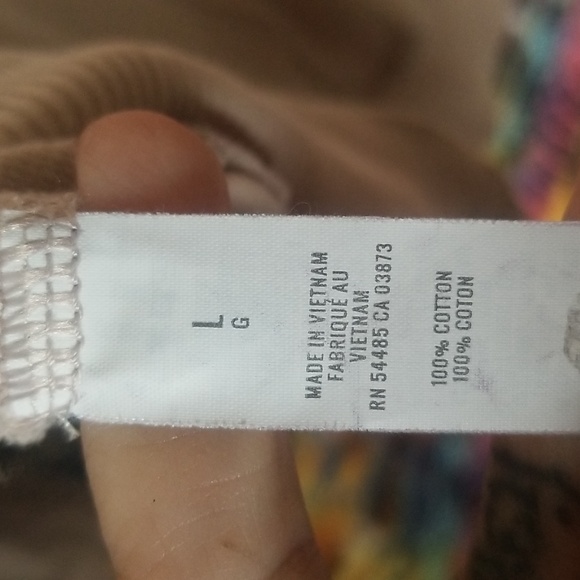 L
G
MADE IN VIETNAM
FABRIQUÉ AU
VIETNAM
RN 54485 CA 03873
100% COTTON
100% COTON